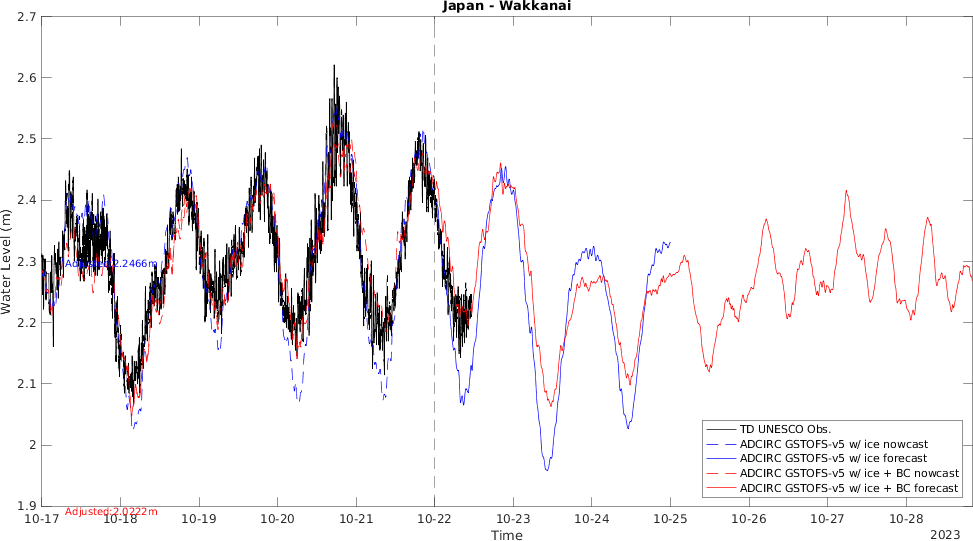 Japan - Wakkanai
2.7
2.6
2.5
2.4
2.3
2.2
2.1
2
1.9
Water Level (m)
Adjusted:2.2466m
Adjusted:2.0222m
TD UNESCO Obs.
ADCIRC GSTOFS-v5 w/ ice nowcast
ADCIRC GSTOFS-v5 w/ ice forecast
ADCIRC GSTOFS-v5 w/ ice + BC nowcast
ADCIRC GSTOFS-v5 w/ ice + BC forecast
10-17 10-18 10-19 10-20 10-21 10-22 10-23 10-24 10-25 10-26 10-27 10-28
Time
2023